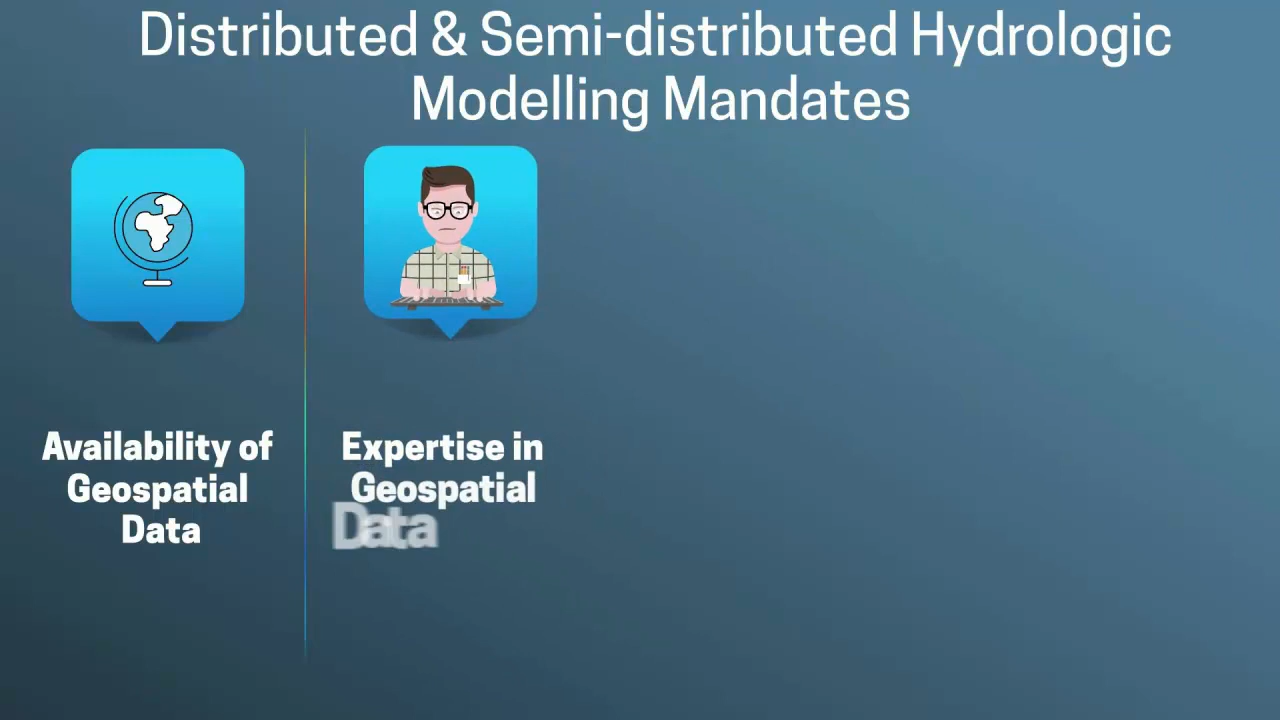 Distributed & Semi-distributed Hydrologic
Modelling Mandates
Availability of
Geospatial
Data
Expertise in
Geospatial
Data